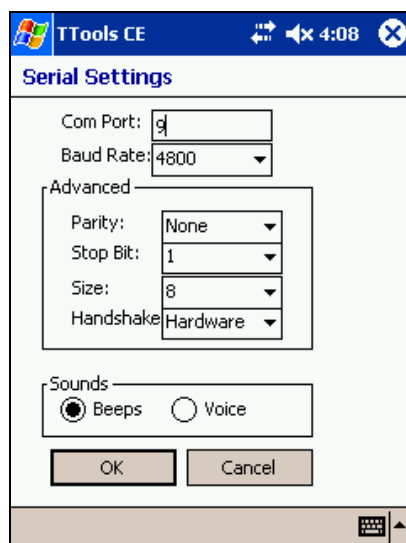 TTools CE 4:08
Serial Settings
Com Port: 9
Baud Rate: 4800
Advanced
Parity: None
Stop Bit: 1
Size: 8
Handshake Hardware
Sounds
Beeps Voice
OK Cancel